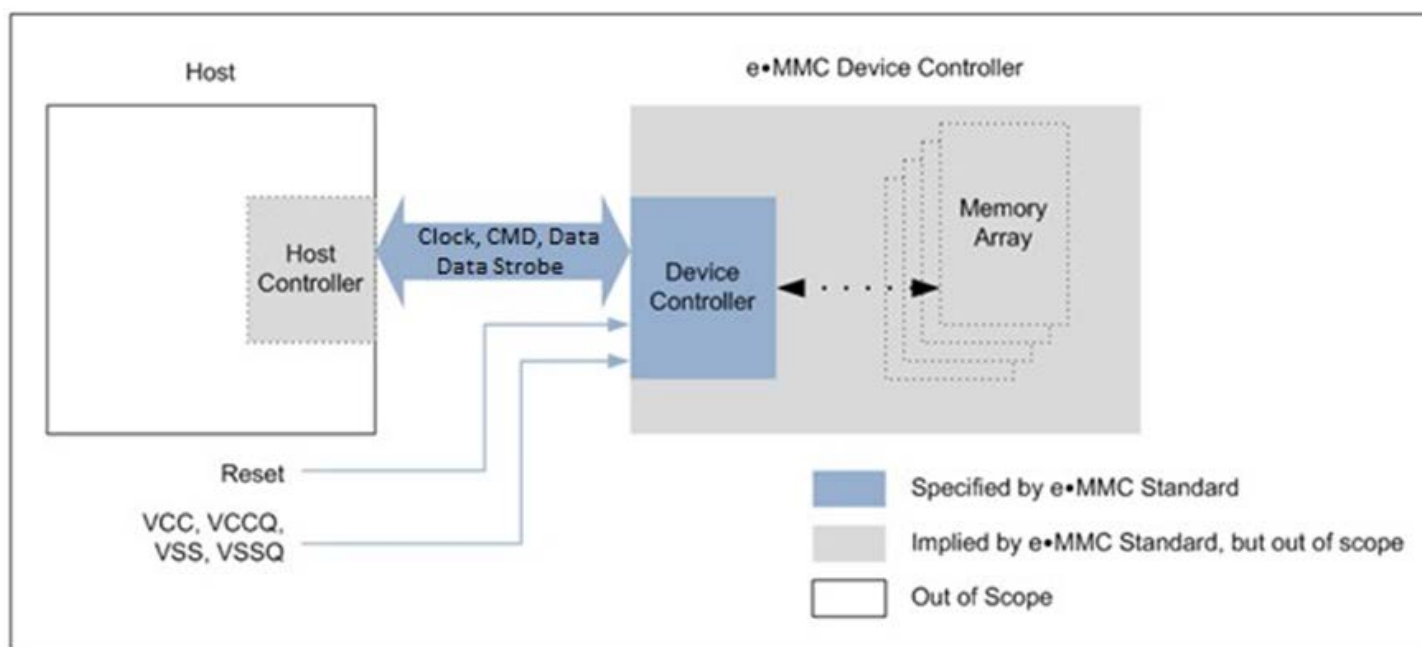 Host
e•MMC Device Controller
Host
Controller
Clock, CMD, Data
Data Strobe
Device
Controller
Memory
Array
Reset
VCC, VCCQ,
VSS, VSSQ
Specified by e•MMC Standard
Implied by e•MMC Standard, but out of scope
Out of Scope